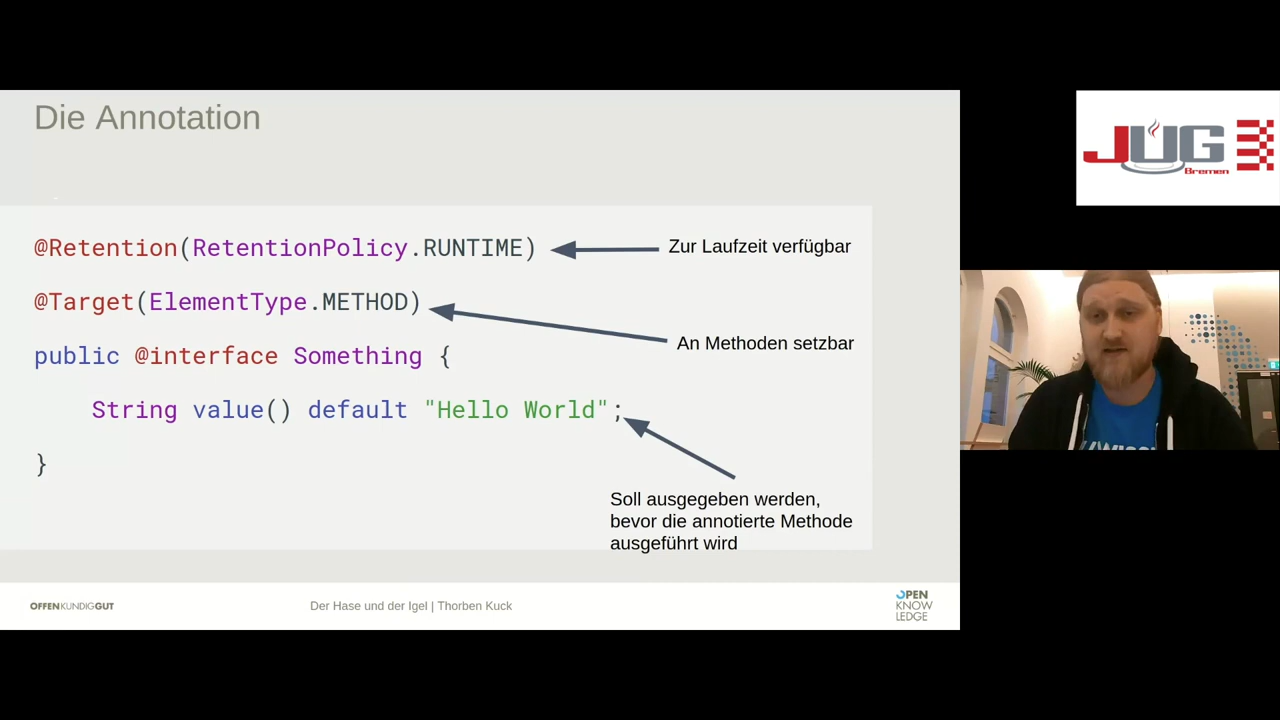 Die Annotation
@Retention(RetentionPolicy.RUNTIME)
Zur Laufzeit verfügbar
@Target(ElementType.METHOD)
An Methoden setzbar
public @interface Something {
String value() default "Hello World";
}
Soll ausgegeben werden,
bevor die annotierte Methode
ausgeführt wird
OFFENKUNDIGGUT
Der Hase und der Igel | Thorben Kuck
OPEN
KNOW
LEDGE
JUG
Bremen